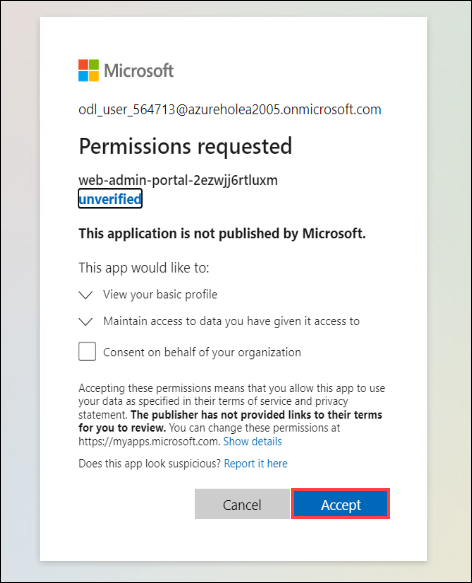 Microsoft
odl_user_564713@azureholea2005.onmicrosoft.com
Permissions requested
web-admin-portal-2ezwjj6rtluxm
unverified
This application is not published by Microsoft.
This app would like to:
View your basic profile
Maintain access to data you have given it access to
Consent on behalf of your organization
Accepting these permissions means that you allow this app to use
your data as specified in their terms of service and privacy
statement. The publisher has not provided links to their terms
for you to review. You can change these permissions at
https://myapps.microsoft.com. Show details
Does this app look suspicious? Report it here
Cancel
Accept